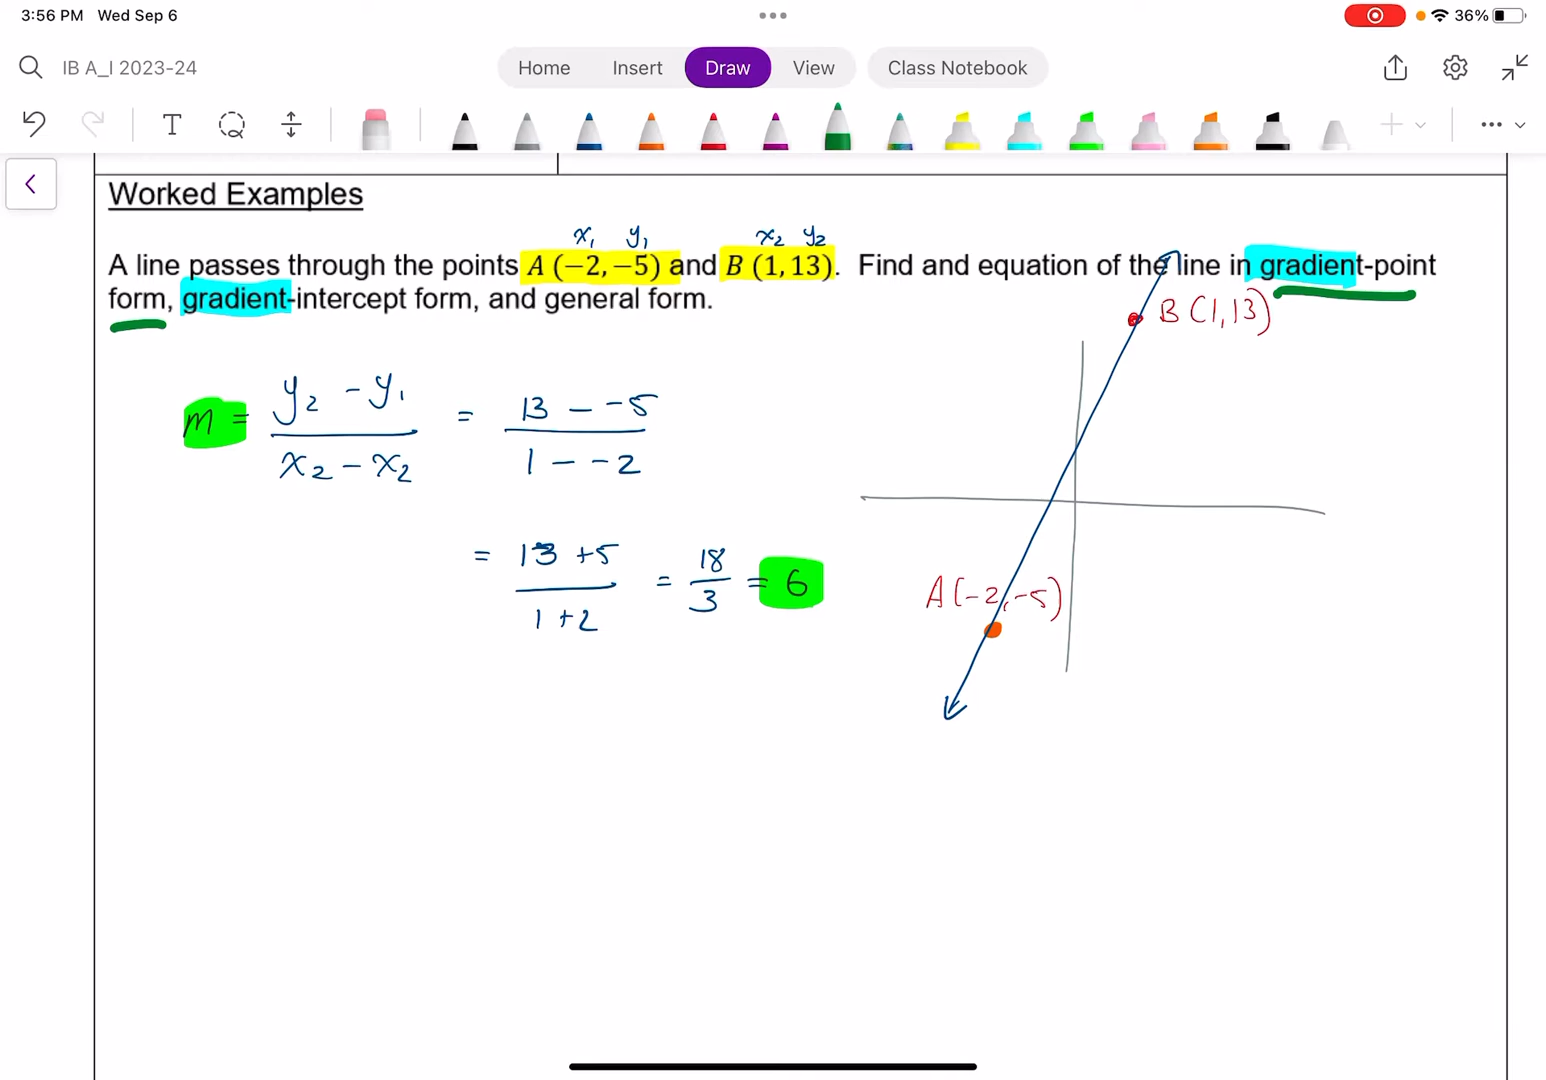 3:56 PM Wed Sep 6
36%
IB A_I 2023-24
Home Insert Draw View Class Notebook
T
Worked Examples
x₁ y₁ x₂ y₂
A line passes through the points A (−2, −5) and B (1, 13). Find and equation of the line in gradient-point
form, gradient-intercept form, and general form.
B (1, 13)
m = (y₂ - y₁)/(x₂ - x₂) = (13 - -5)/(1 - -2)
= (13 + 5)/(1 + 2) = 18/3 = 6
A(-2, -5)